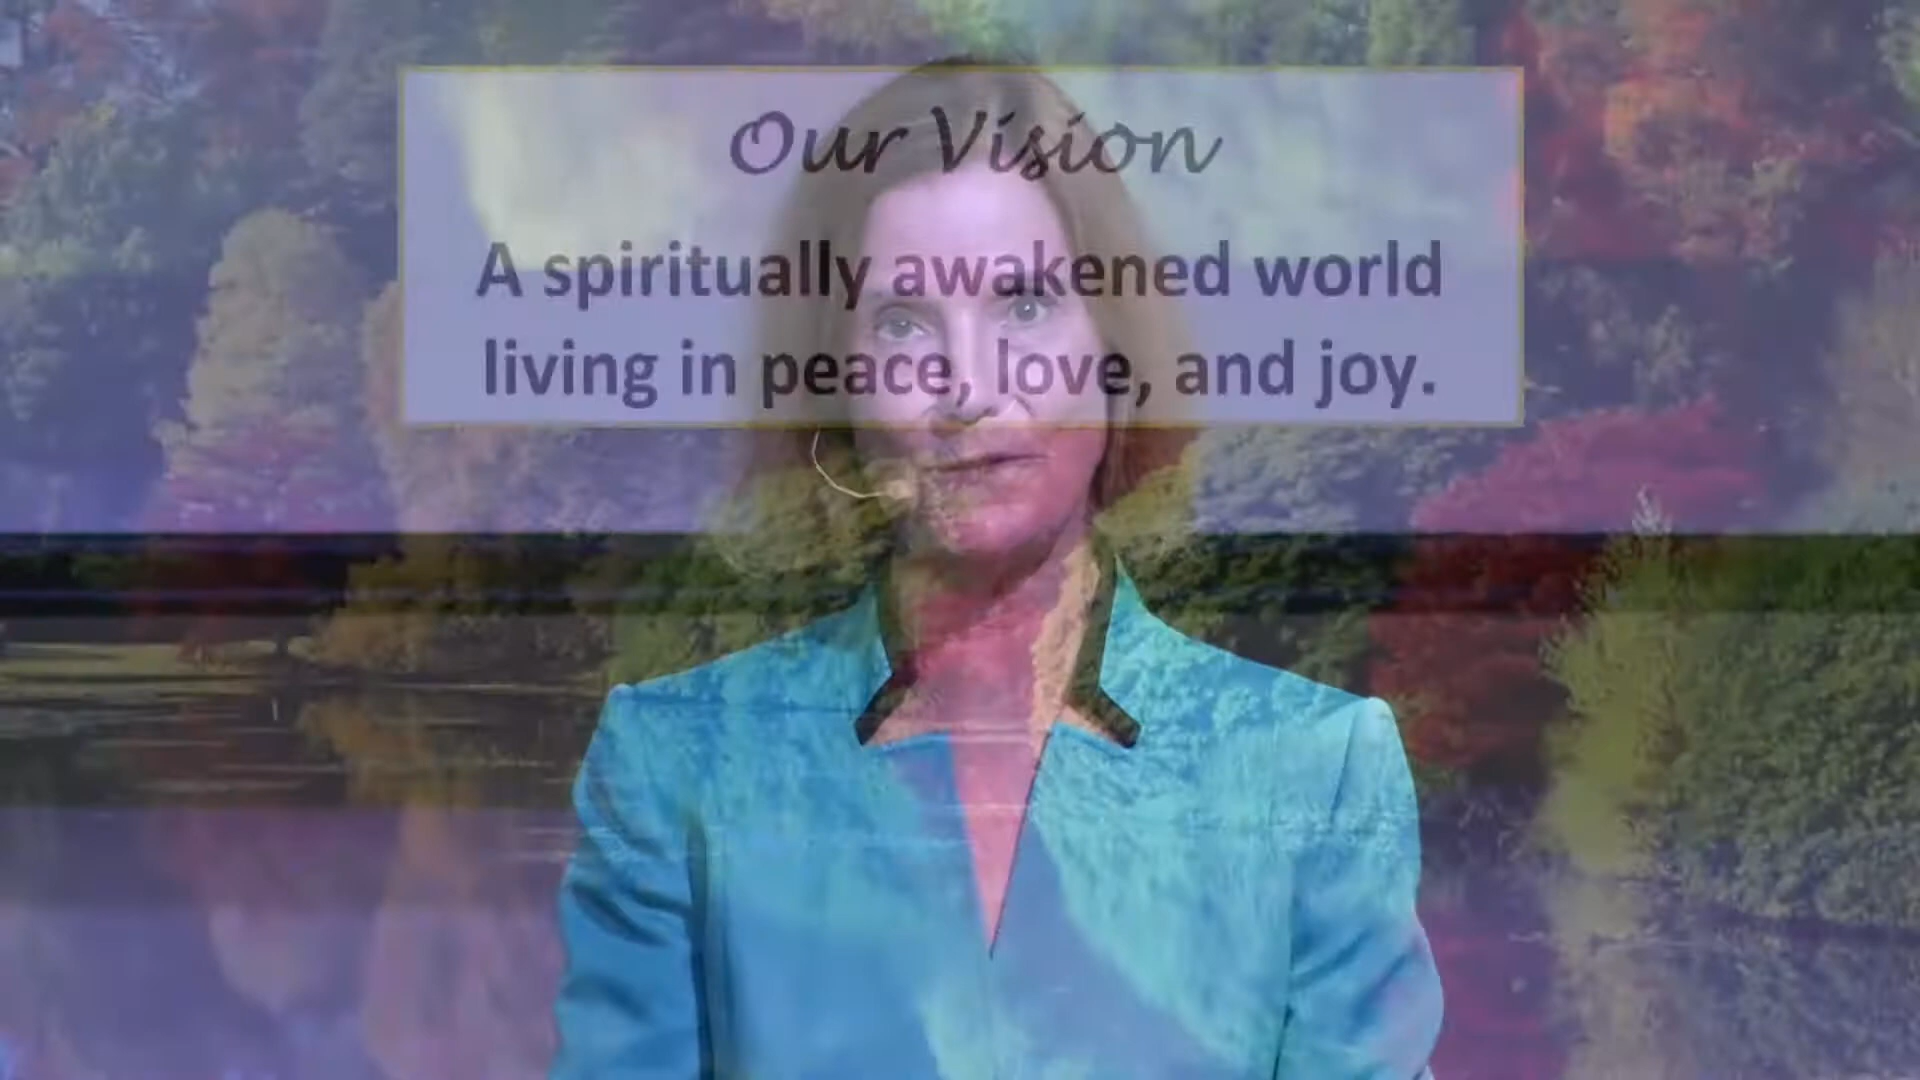 Our Vision
A spiritually awakened world
living in peace, love, and joy.